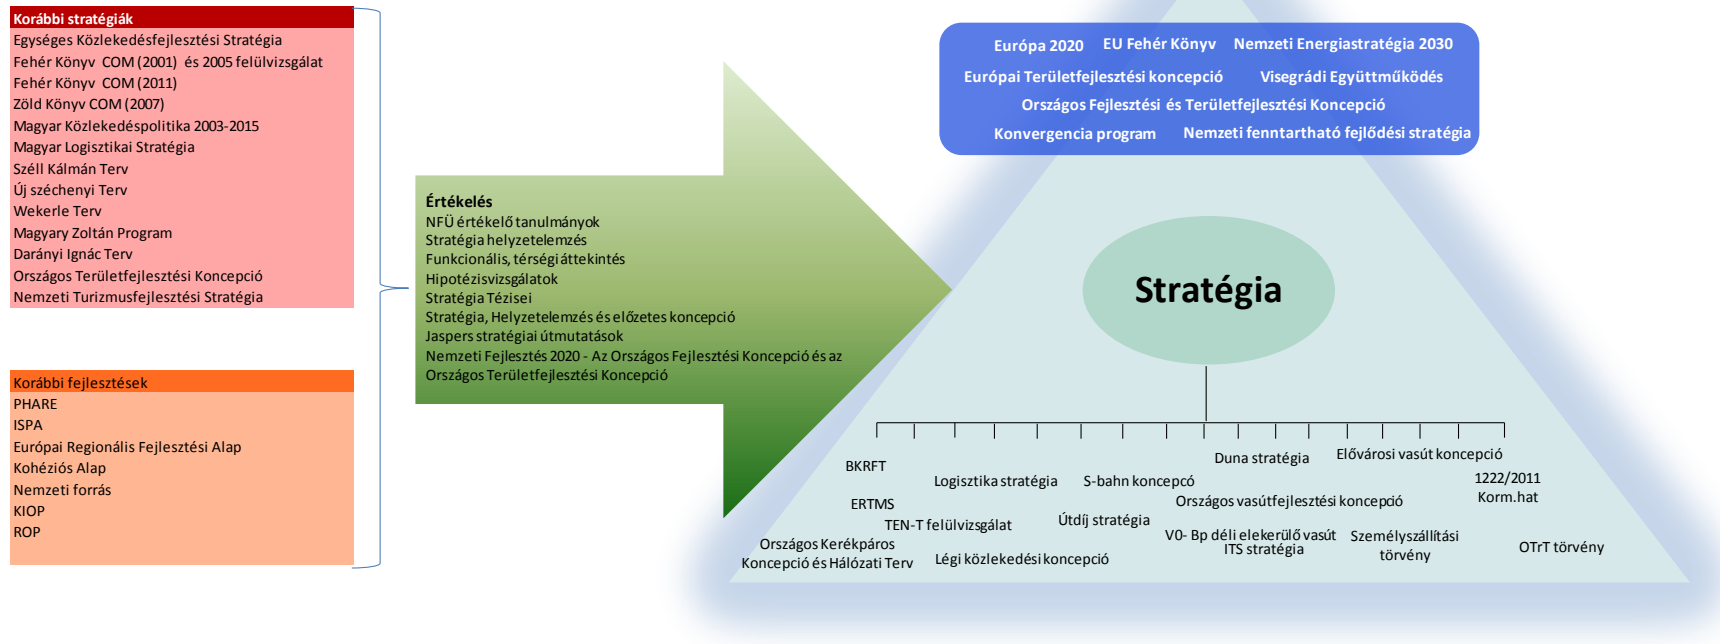 Korábbi stratégiák
Egységes Közlekedésfejlesztési Stratégia
Fehér Könyv COM (2001) és 2005 felülvizsgálat
Fehér Könyv COM (2011)
Zöld Könyv COM (2007)
Magyar Közlekedéspolitika 2003-2015
Magyar Logisztikai Stratégia
Széll Kálmán Terv
Új széchenyi Terv
Wekerle Terv
Magyary Zoltán Program
Darányi Ignác Terv
Országos Területfejlesztési Koncepció
Nemzeti Turizmusfejlesztési Stratégia
Korábbi fejlesztések
PHARE
ISPA
Európai Regionális Fejlesztési Alap
Kohéziós Alap
Nemzeti forrás
KIOP
ROP
Értékelés
NFÜ értékelő tanulmányok
Stratégia helyzetelemzés
Funkcionális, térségi áttekintés
Hipotézisvizsgálatok
Stratégia Tézisei
Stratégia, Helyzetelemzés és előzetes koncepció
Jaspers stratégiai útmutatások
Nemzeti Fejlesztés 2020 - Az Országos Fejlesztési Koncepció és az
Országos Területfejlesztési Koncepció
Európa 2020 EU Fehér Könyv Nemzeti Energiastratégia 2030
Európai Területfejlesztési koncepció Visegrádi Együttműködés
Országos Fejlesztési és Területfejlesztési Koncepció
Konvergencia program Nemzeti fenntartható fejlődési stratégia
Stratégia
BKRFT
ERTMS
Országos Kerékpáros
Koncepció és Hálózati Terv
Logisztika stratégia
TEN-T felülvizsgálat
Légi közlekedési koncepció
S-bahn koncepcó
Útdíj stratégia
Duna stratégia
Országos vasútfejlesztési koncepció
V0- Bp déli elekerülő vasút
ITS stratégia
Elővárosi vasút koncepció
Személyszállítási
törvény
1222/2011
Korm.hat
OTrT törvény